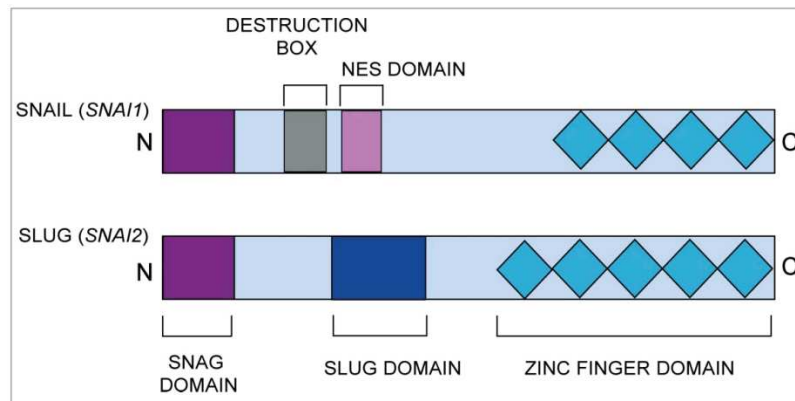 DESTRUCTION
BOX
NES DOMAIN
SNAIL (SNAI1)
N
C
SLUG (SNAI2)
N
C
SNAG
DOMAIN
SLUG DOMAIN
ZINC FINGER DOMAIN